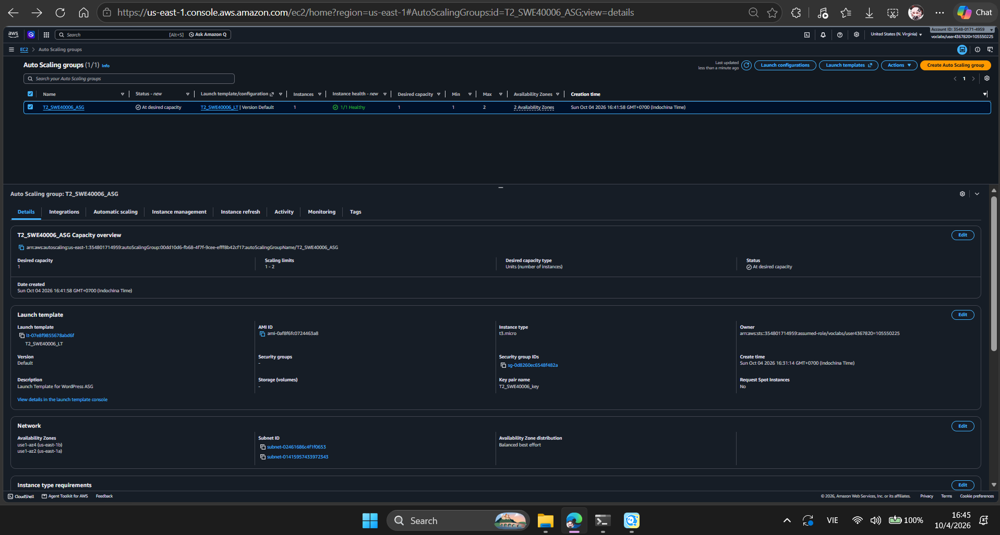 https://us-east-1.console.aws.amazon.com/ec2/home?region=us-east-1#AutoScalingGroups:id=T2_SWE40006_ASG;view=details
Chat
aws
Search [Alt+S] Ask Amazon Q
United States (N. Virginia)
Account ID: 3548-0171-4959
voclabs/user4367820=105550225
EC2 Auto Scaling groups
Auto Scaling groups (1/1) Info
Last updated
less than a minute ago
Launch configurations Launch templates Actions Create Auto Scaling group
Search your Auto Scaling groups
1
Name Status - new Launch template/configuration Instances Instance health - new Desired capacity Min Max Availability Zones Creation time
T2_SWE40006_ASG At desired capacity T2_SWE40006_LT | Version Default 1 1/1 Healthy 1 1 2 2 Availability Zones Sun Oct 04 2026 16:41:58 GMT+0700 (Indochina Time)
Auto Scaling group: T2_SWE40006_ASG
Details Integrations Automatic scaling Instance management Instance refresh Activity Monitoring Tags
T2_SWE40006_ASG Capacity overview Edit
arn:aws:autoscaling:us-east-1:354801714959:autoScalingGroup:00dd10d6-fb68-4f7f-9cee-efff8b42cf17:autoScalingGroupName/T2_SWE40006_ASG
Desired capacity Scaling limits Desired capacity type Status
1 1 - 2 Units (number of instances) At desired capacity
Date created
Sun Oct 04 2026 16:41:58 GMT+0700 (Indochina Time)
Launch template Edit
Launch template AMI ID Instance type Owner
lt-07e8f9855678abd6f ami-0af8f6fc0724463a8 t3.micro arn:aws:sts::354801714959:assumed-role/voclabs/user4367820=105550225
T2_SWE40006_LT
Version Security groups Security group IDs Create time
Default - sg-0d8260ec6548f482a Sun Oct 04 2026 16:31:14 GMT+0700 (Indochina Time)
Description Storage (volumes) Key pair name Request Spot Instances
Launch Template for WordPress ASG - T2_SWE40006_key No
View details in the launch template console
Network Edit
Availability Zones Subnet ID Availability Zone distribution
use1-az4 (us-east-1b) subnet-02461686c4f1f0653 Balanced best effort
use1-az2 (us-east-1a) subnet-01415957433972343
Instance type requirements Edit
CloudShell Agent Toolkit for AWS Feedback © 2026, Amazon Web Services, Inc. or its affiliates. Privacy Terms Cookie preferences
Search VIE 100% 16:45
10/4/2026